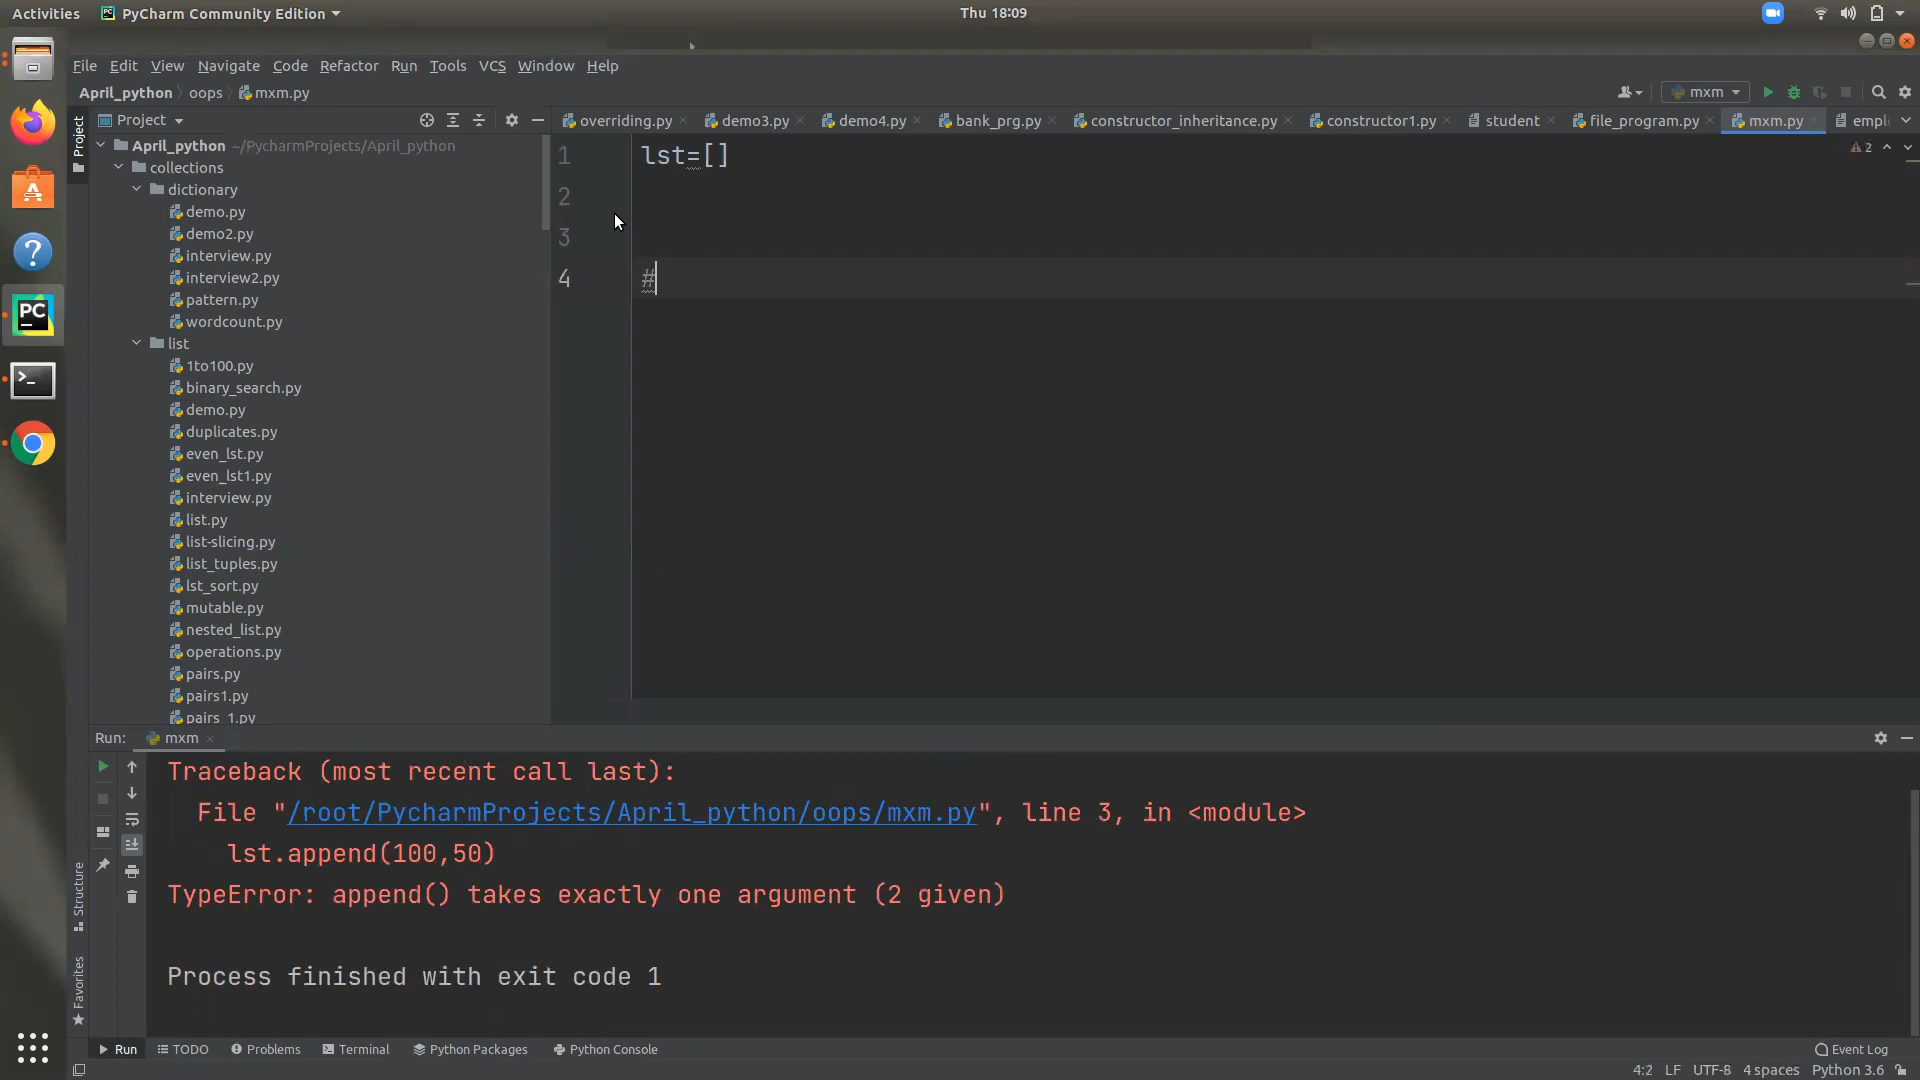 Activities
PyCharm Community Edition
Thu 18:09
File Edit View Navigate Code Refactor Run Tools VCS Window Help
April_python oops mxm.py
mxm
Project
overriding.py demo3.py demo4.py bank_prg.py constructor_inheritance.py constructor1.py student file_program.py mxm.py empl
Project
April_python ~/PycharmProjects/April_python
collections
dictionary
demo.py
demo2.py
interview.py
interview2.py
pattern.py
wordcount.py
list
1to100.py
binary_search.py
demo.py
duplicates.py
even_lst.py
even_lst1.py
interview.py
list.py
list-slicing.py
list_tuples.py
lst_sort.py
mutable.py
nested_list.py
operations.py
pairs.py
pairs1.py
pairs_1.py
1 lst=[]
2
3
4 #
2
Run: mxm
Traceback (most recent call last):
File "/root/PycharmProjects/April_python/oops/mxm.py", line 3, in <module>
lst.append(100,50)
TypeError: append() takes exactly one argument (2 given)
Process finished with exit code 1
Structure
Favorites
Run TODO Problems Terminal Python Packages Python Console Event Log
4:2 LF UTF-8 4 spaces Python 3.6